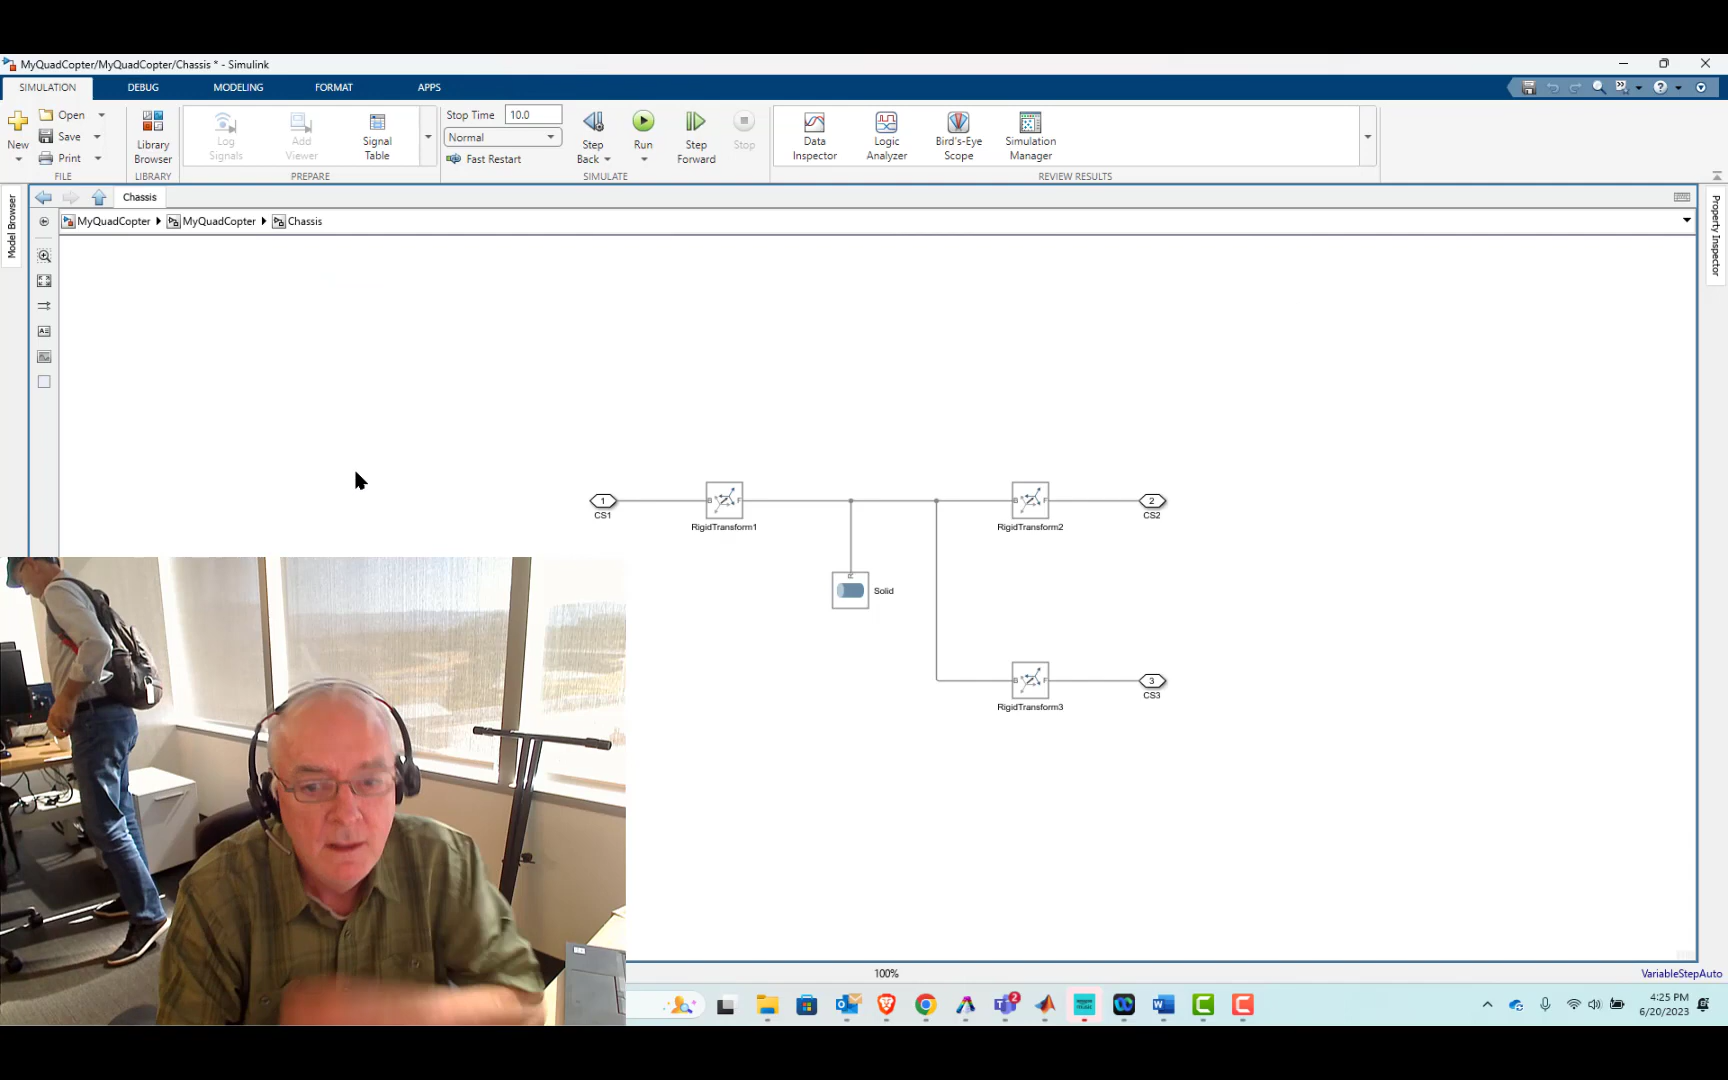 MyQuadCopter/MyQuadCopter/Chassis * - Simulink
SIMULATION DEBUG MODELING FORMAT APPS
New
Open
Save
Print
FILE
Library Browser
LIBRARY
Log Signals
Add Viewer
Signal Table
PREPARE
Stop Time 10.0
Normal
Fast Restart
Step Back
Run
Step Forward
Stop
SIMULATE
Data Inspector
Logic Analyzer
Bird's-Eye Scope
Simulation Manager
REVIEW RESULTS
Model Browser
Property Inspector
Chassis
MyQuadCopter MyQuadCopter Chassis
1
CS1
B F
RigidTransform1
B F
RigidTransform2
2
CS2
R
Solid
B F
RigidTransform3
3
CS3
100%
VariableStepAuto
2
4:25 PM
6/20/2023